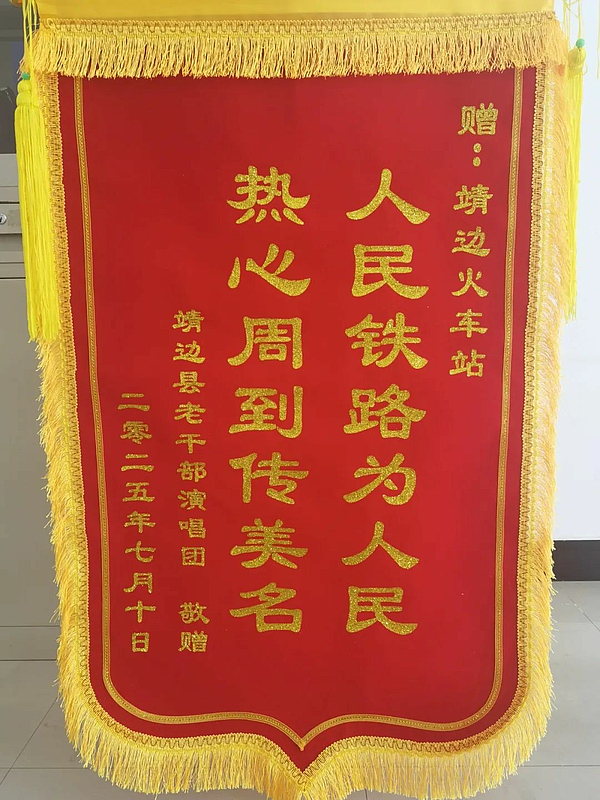 赠：靖边火车站
人民铁路为人民
热心周到传美名
靖边县老干部演唱团 敬赠
二零二五年七月十日